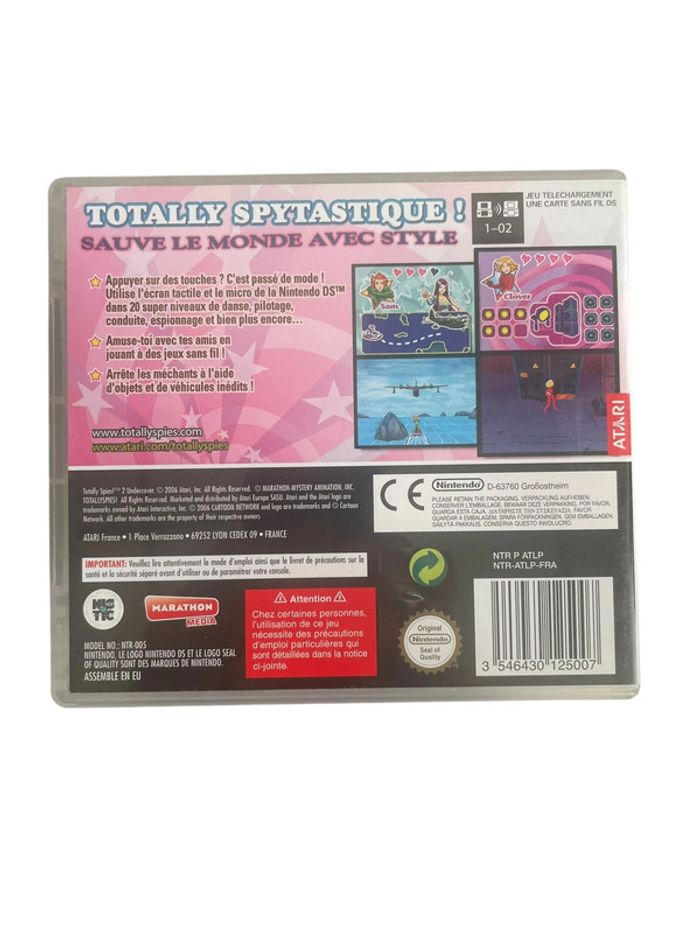 TOTALLY SPYTASTIQUE !
SAUVE LE MONDE AVEC STYLE
Appuyer sur des touches ? C'est passé de mode !
Utilise l'écran tactile et le micro de la Nintendo DS™
dans 20 super niveaux de danse, pilotage,
conduite, espionnage et bien plus encore...
Amuse-toi avec tes amis en
jouant à des jeux sans fil !
Arrête les méchants à l'aide
d'objets et de véhicules inédits !
www.totallyspies.com
www.atari.com/totallyspies
1-02
JEU TELECHARGEMENT
UNE CARTE SANS FIL DS
Sam
Clover
ATARI
Totally Spies!™ 2 Undercover. © 2006 Atari, Inc. All Rights Reserved. © MARATHON-MYSTERY ANIMATION, INC.
TOTALLYSPIES! All Rights Reserved. Marketed and distributed by Atari Europe SASU. Atari and the Atari logo are
trademarks owned by Atari Interactive, Inc. © 2006 CARTOON NETWORK and logo are trademarks and © Cartoon
Network. All other trademarks are the property of their respective owners
ATARI France • 1 Place Verrazzano • 69252 LYON CEDEX 09 • FRANCE
IMPORTANT: Veuillez lire attentivement le mode d'emploi ainsi que le livret de précautions sur la
santé et la sécurité séparé avant d'utiliser ou de paramétrer votre console.
MARATHON
MEDIA
MODEL NO.: NTR-005
NINTENDO, LE LOGO NINTENDO DS ET LE LOGO SEAL
OF QUALITY SONT DES MARQUES DE NINTENDO.
ASSEMBLE EN EU
Attention
Chez certaines personnes,
l'utilisation de ce jeu
nécessite des précautions
d'emploi particulières qui
sont détaillées dans la notice
ci-jointe.
CE
Nintendo D-63760 Großostheim
PLEASE RETAIN THE PACKAGING, VERPACKUNG AUFHEBEN.
CONSERVER L'EMBALLAGE. BEWAAR DEZE VERPAKKING, POR FAVOR,
GUARDA ESTA CAJA. ΔΙΑΤΗΡΕΙΤΕ ΤΗΝ ΣΥΣΚΕΥΑΣΙΑ. PER FAVORE
GUARDAR A EMBALAGEM. SPARA FÖRPACKNINGEN. GEM EMBALLAGEN.
SÄILYTÄ PAKKAUS. CONSERVA QUESTO INVOLUCRO.
NTR P ATLP
NTR-ATLP-FRA
Original
Nintendo
Seal of
Quality
3 546430 125007